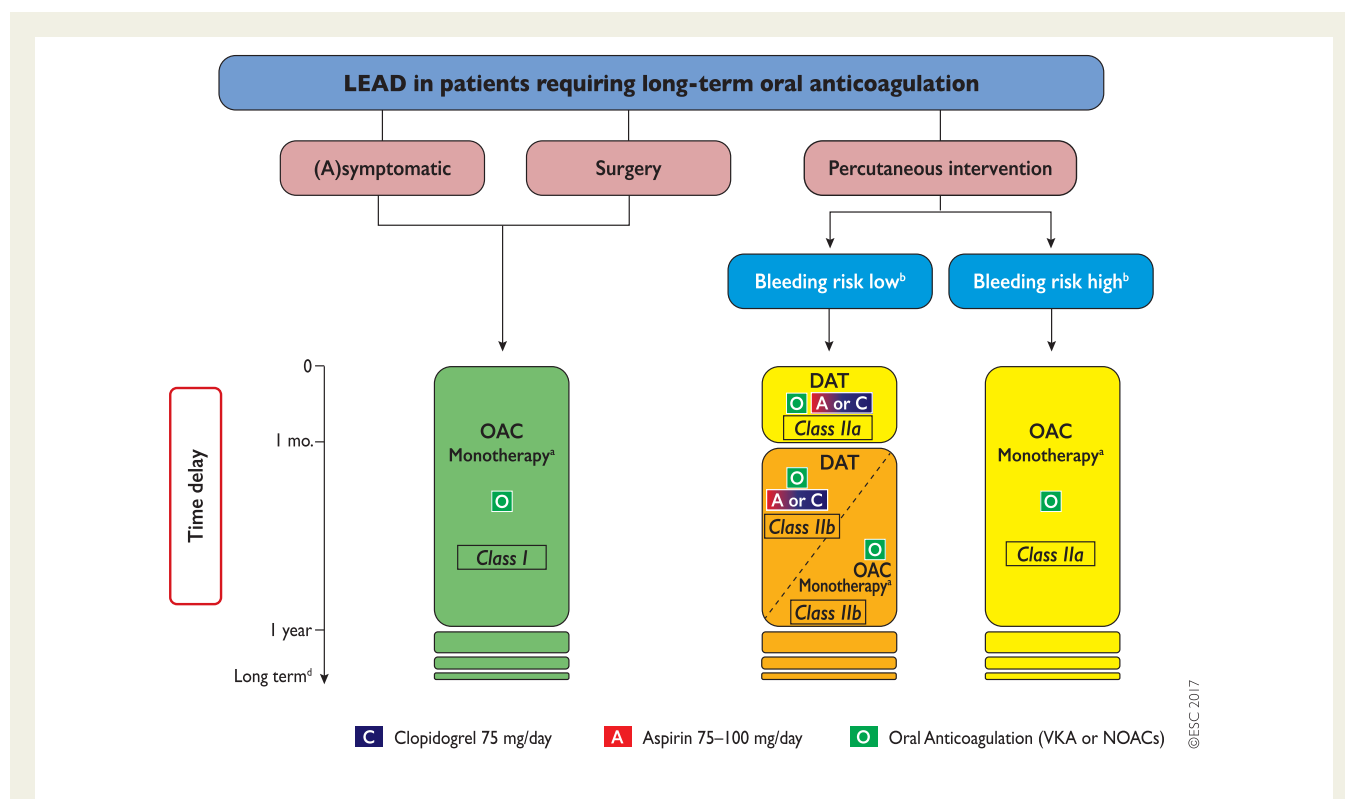 LEAD in patients requiring long-term oral anticoagulation
(A)symptomatic
Surgery
Percutaneous intervention
Bleeding risk lowᵇ
Bleeding risk highᵇ
Time delay
0
1 mo.
1 year
Long termᵈ
OAC
Monotherapyᵃ
O
Class I
DAT
O A or C
Class IIa
DAT
O
A or C
Class IIb
O
OAC
Monotherapyᵃ
Class IIb
OAC
Monotherapyᵃ
O
Class IIa
C Clopidogrel 75 mg/day
A Aspirin 75–100 mg/day
O Oral Anticoagulation (VKA or NOACs)
©ESC 2017